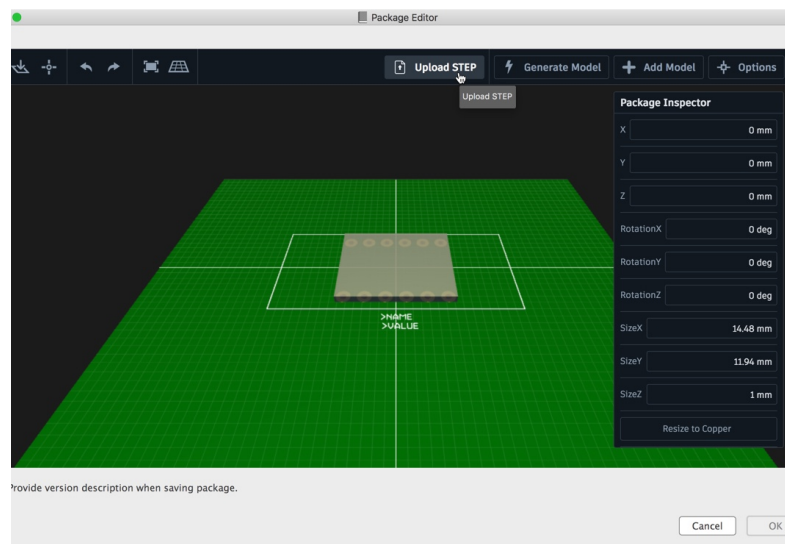 Package Editor
Upload STEP
Generate Model
Add Model
Options
Upload STEP
Package Inspector
X 0 mm
Y 0 mm
Z 0 mm
RotationX 0 deg
RotationY 0 deg
RotationZ 0 deg
SizeX 14.48 mm
SizeY 11.94 mm
SizeZ 1 mm
Resize to Copper
>NAME
>VALUE
Provide version description when saving package.
Cancel
OK